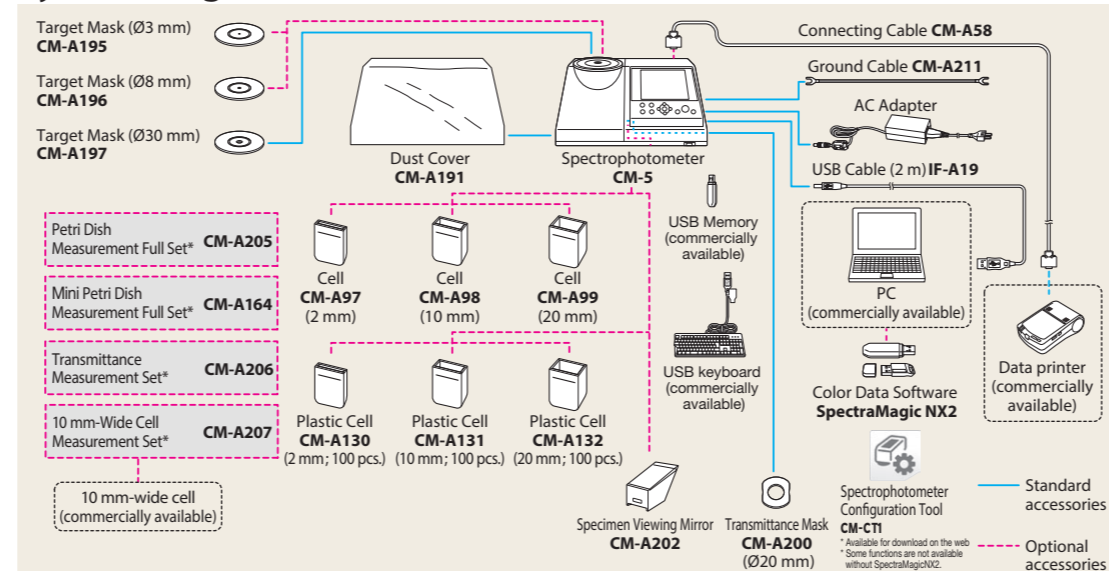 Target Mask (Ø3 mm)
CM-A195
Target Mask (Ø8 mm)
CM-A196
Target Mask (Ø30 mm)
CM-A197
Dust Cover
CM-A191
Spectrophotometer
CM-5
Connecting Cable CM-A58
Ground Cable CM-A211
AC Adapter
USB Cable (2 m) IF-A19
Petri Dish
Measurement Full Set* CM-A205
Mini Petri Dish
Measurement Full Set* CM-A164
Transmittance
Measurement Set* CM-A206
10 mm-Wide Cell
Measurement Set* CM-A207
10 mm-wide cell
(commercially available)
Cell
CM-A97
(2 mm)
Cell
CM-A98
(10 mm)
Cell
CM-A99
(20 mm)
Plastic Cell
CM-A130
(2 mm; 100 pcs.)
Plastic Cell
CM-A131
(10 mm; 100 pcs.)
Plastic Cell
CM-A132
(20 mm; 100 pcs.)
USB Memory
(commercially
available)
USB keyboard
(commercially
available)
PC
(commercially available)
Color Data Software
SpectraMagic NX2
Data printer
(commercially
available)
Specimen Viewing Mirror
CM-A202
Transmittance Mask
CM-A200
(Ø20 mm)
Spectrophotometer
Configuration Tool
CM-CT1
* Available for download on the web
* Some functions are not available
without SpectraMagicNX2.
Standard
accessories
Optional
accessories